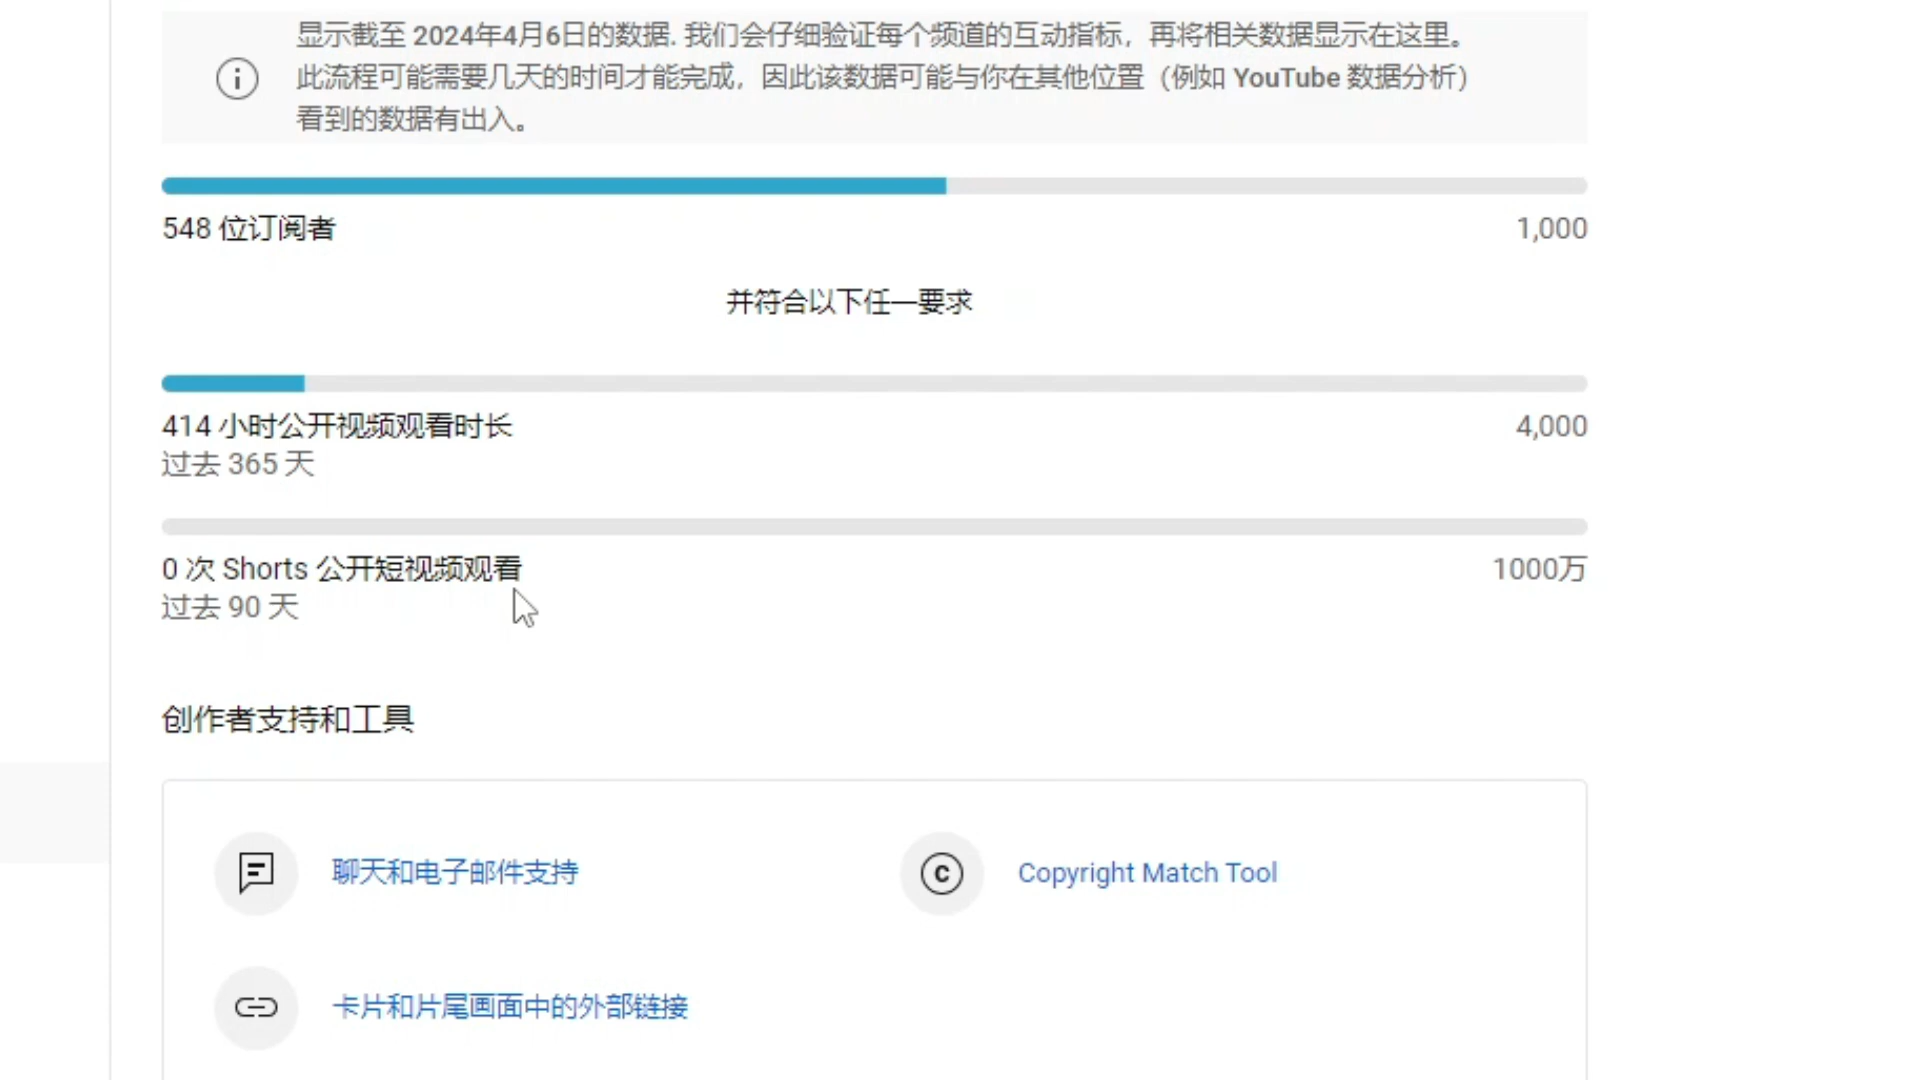 显示截至 2024年4月6日的数据. 我们会仔细验证每个频道的互动指标，再将相关数据显示在这里。
此流程可能需要几天的时间才能完成，因此该数据可能与你在其他位置（例如 YouTube 数据分析）
看到的数据有出入。
548 位订阅者
1,000
并符合以下任一要求
414 小时公开视频观看时长
4,000
过去 365 天
0 次 Shorts 公开短视频观看
1000万
过去 90 天
创作者支持和工具
聊天和电子邮件支持
Copyright Match Tool
卡片和片尾画面中的外部链接